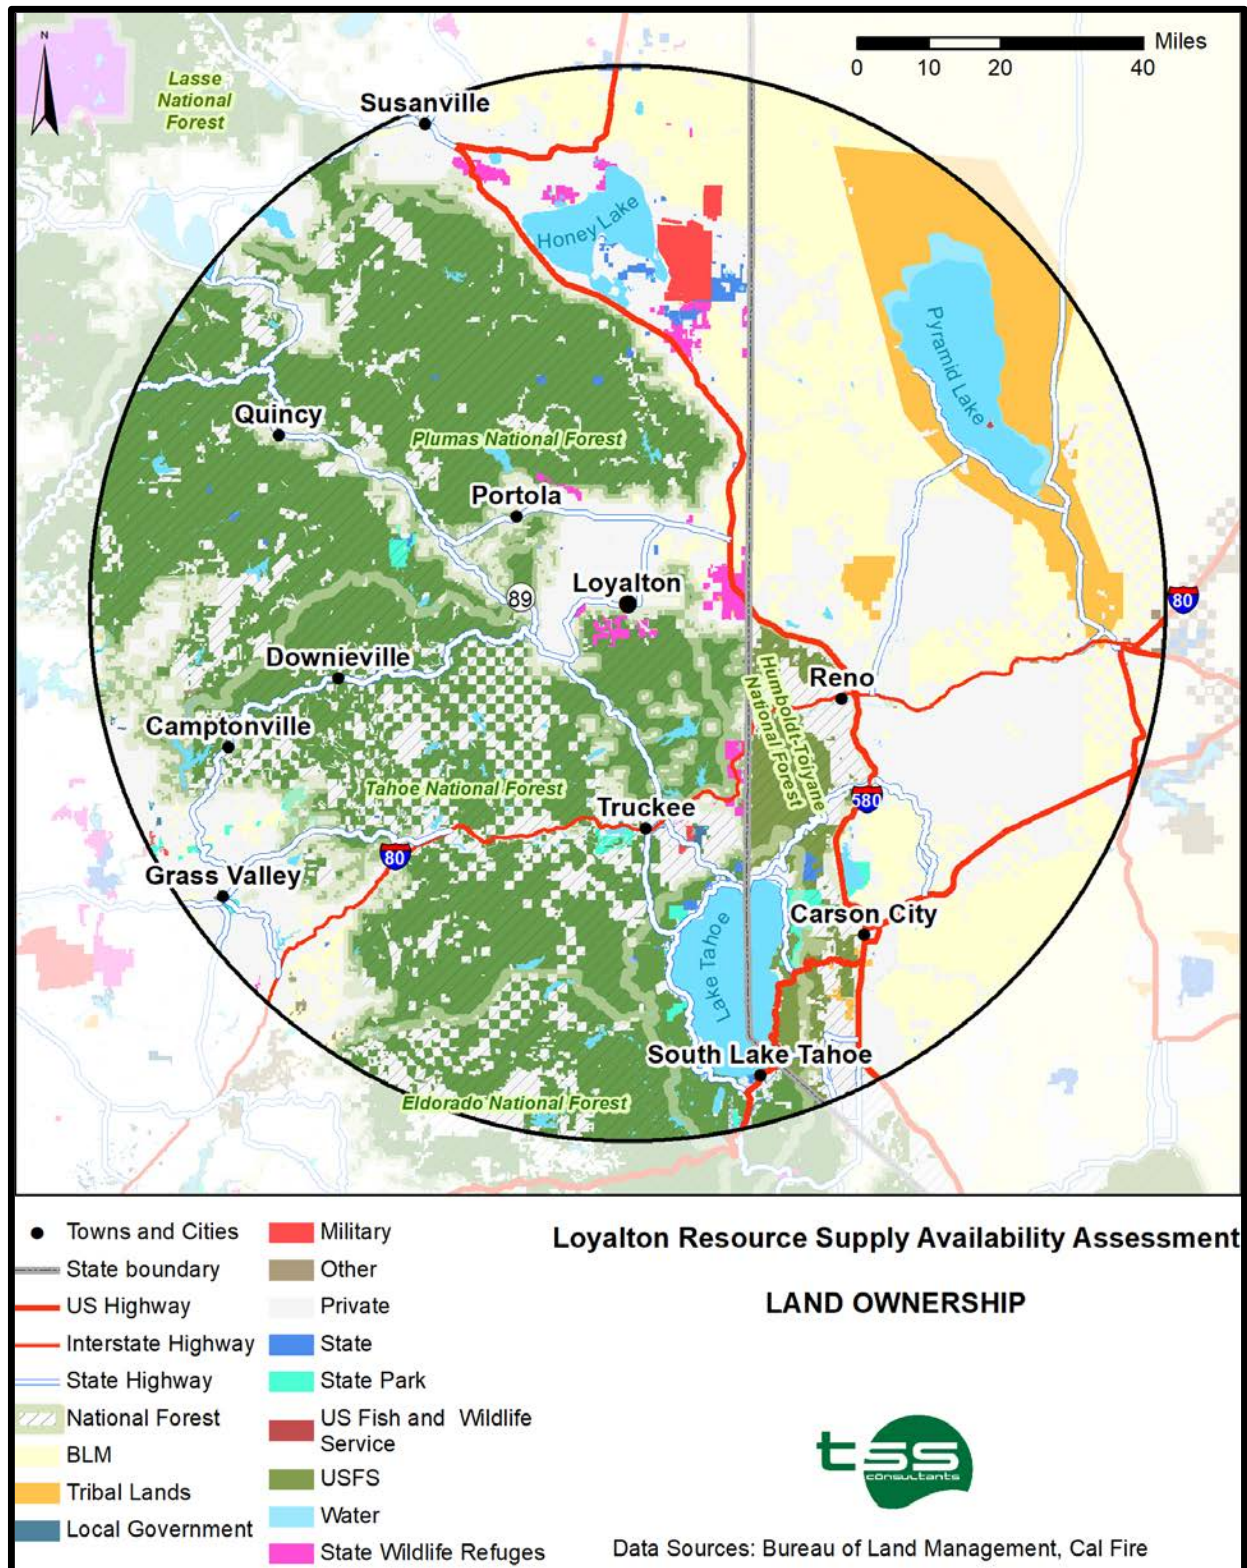 N
Miles
0 10 20 40
Lasse
National
Forest
Susanville
Honey Lake
Pyramid Lake
Quincy
Plumas National Forest
Portola
Loyalton
89
80
Downieville
Humboldt-Toiyane
National Forest
Reno
Camptonville
Tahoe National Forest
Truckee
580
80
Grass Valley
Carson City
Lake Tahoe
South Lake Tahoe
Eldorado National Forest
Towns and Cities
State boundary
US Highway
Interstate Highway
State Highway
National Forest
BLM
Tribal Lands
Local Government
Military
Other
Private
State
State Park
US Fish and Wildlife
Service
USFS
Water
State Wildlife Refuges
Loyalton Resource Supply Availability Assessment
LAND OWNERSHIP
tss
consultants
Data Sources: Bureau of Land Management, Cal Fire